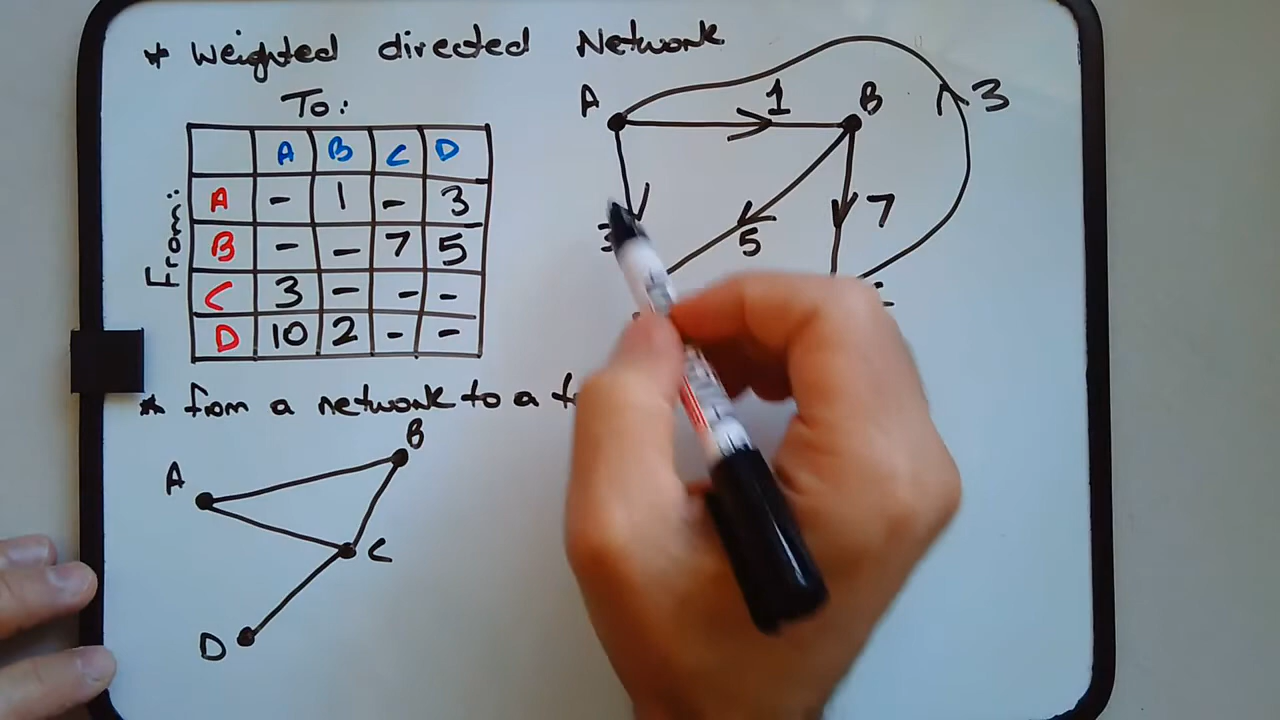 * Weighted directed Network
To:
From:
A B C D
A - 1 - 3
B - - 7 5
C 3 - - -
D 10 2 - -
A 1 B 3
5 7
* from a network to a
A B C D